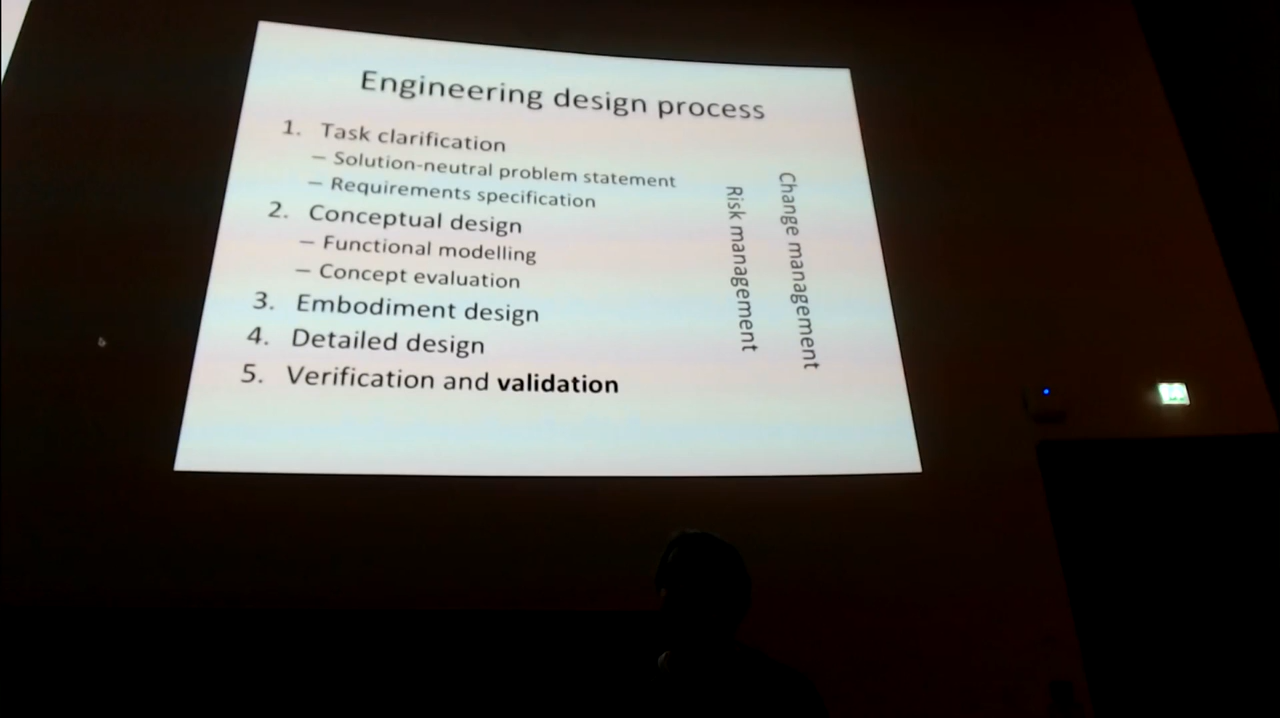 Engineering design process
1. Task clarification
– Solution-neutral problem statement
– Requirements specification
2. Conceptual design
– Functional modelling
– Concept evaluation
3. Embodiment design
4. Detailed design
5. Verification and validation
Risk management
Change management